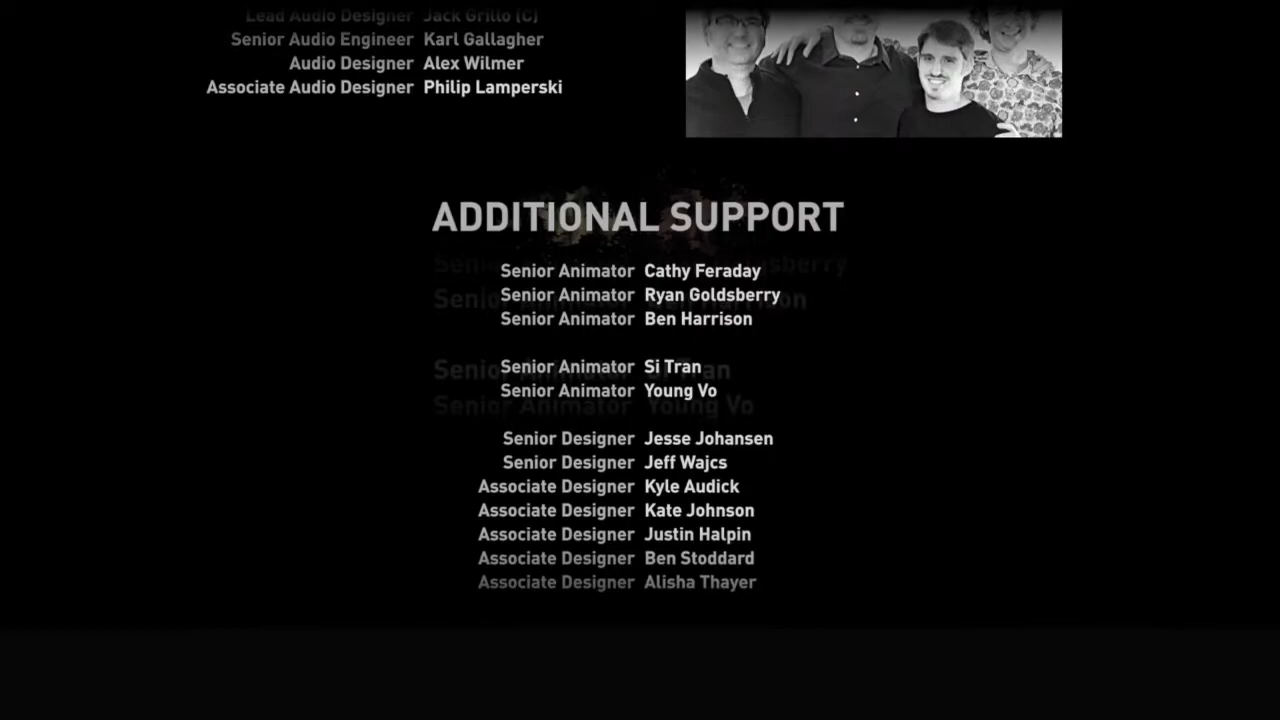 Lead Audio Designer Jack Grillo (C)
Senior Audio Engineer Karl Gallagher
Audio Designer Alex Wilmer
Associate Audio Designer Philip Lamperski
ADDITIONAL SUPPORT
Senior Animator Cathy Feraday
Senior Animator Ryan Goldsberry
Senior Animator Ben Harrison
Senior Animator Si Tran
Senior Animator Young Vo
Senior Designer Jesse Johansen
Senior Designer Jeff Wajcs
Associate Designer Kyle Audick
Associate Designer Kate Johnson
Associate Designer Justin Halpin
Associate Designer Ben Stoddard
Associate Designer Alisha Thayer